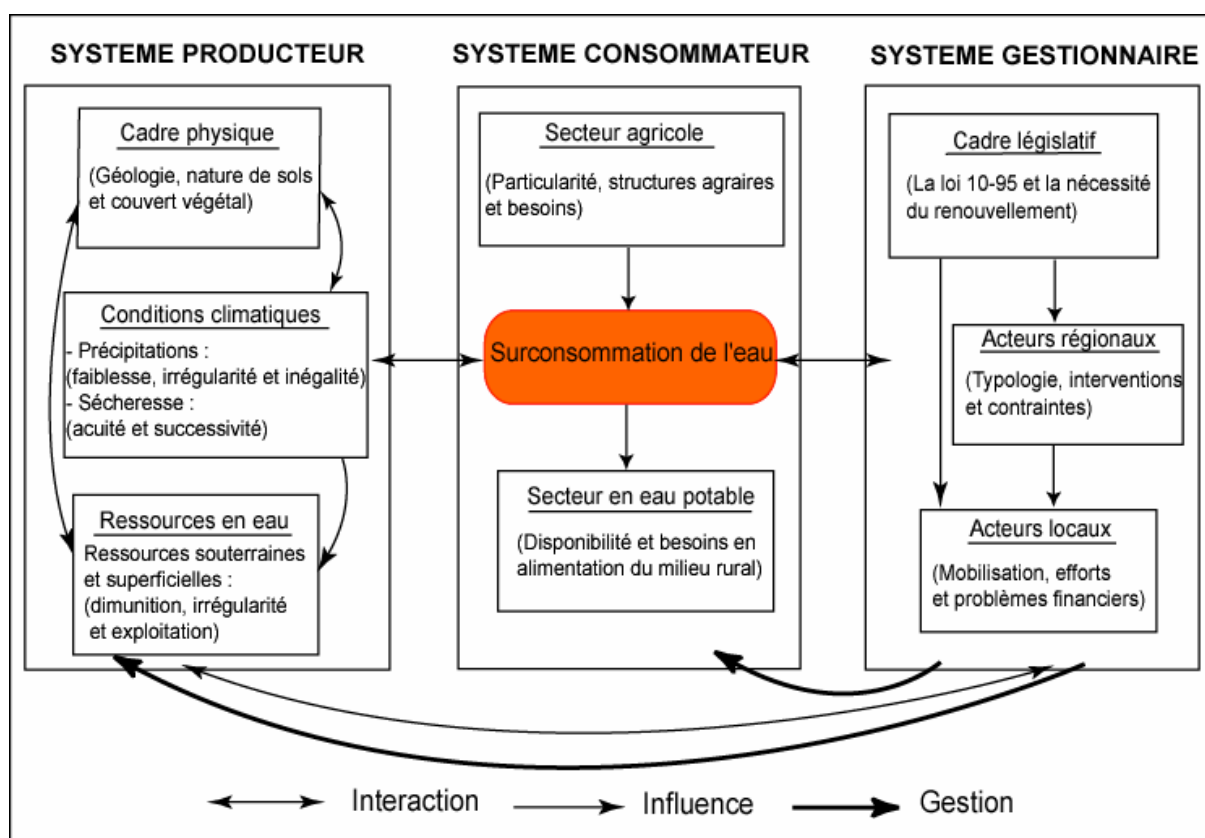 SYSTEME PRODUCTEUR
Cadre physique
(Géologie, nature de sols
et couvert végétal)
Conditions climatiques
- Précipitations :
(faiblesse, irrégularité et inégalité)
- Sécheresse :
(acuité et successivité)
Ressources en eau
Ressources souterraines
et superficielles :
(dimunition, irrégularité
et exploitation)
SYSTEME CONSOMMATEUR
Secteur agricole
(Particularité, structures agraires
et besoins)
Surconsommation de l'eau
Secteur en eau potable
(Disponibilité et besoins en
alimentation du milieu rural)
SYSTEME GESTIONNAIRE
Cadre législatif
(La loi 10-95 et la nécessité
du renouvellement)
Acteurs régionaux
(Typologie, interventions
et contraintes)
Acteurs locaux
(Mobilisation, efforts
et problèmes financiers)
Interaction
Influence
Gestion